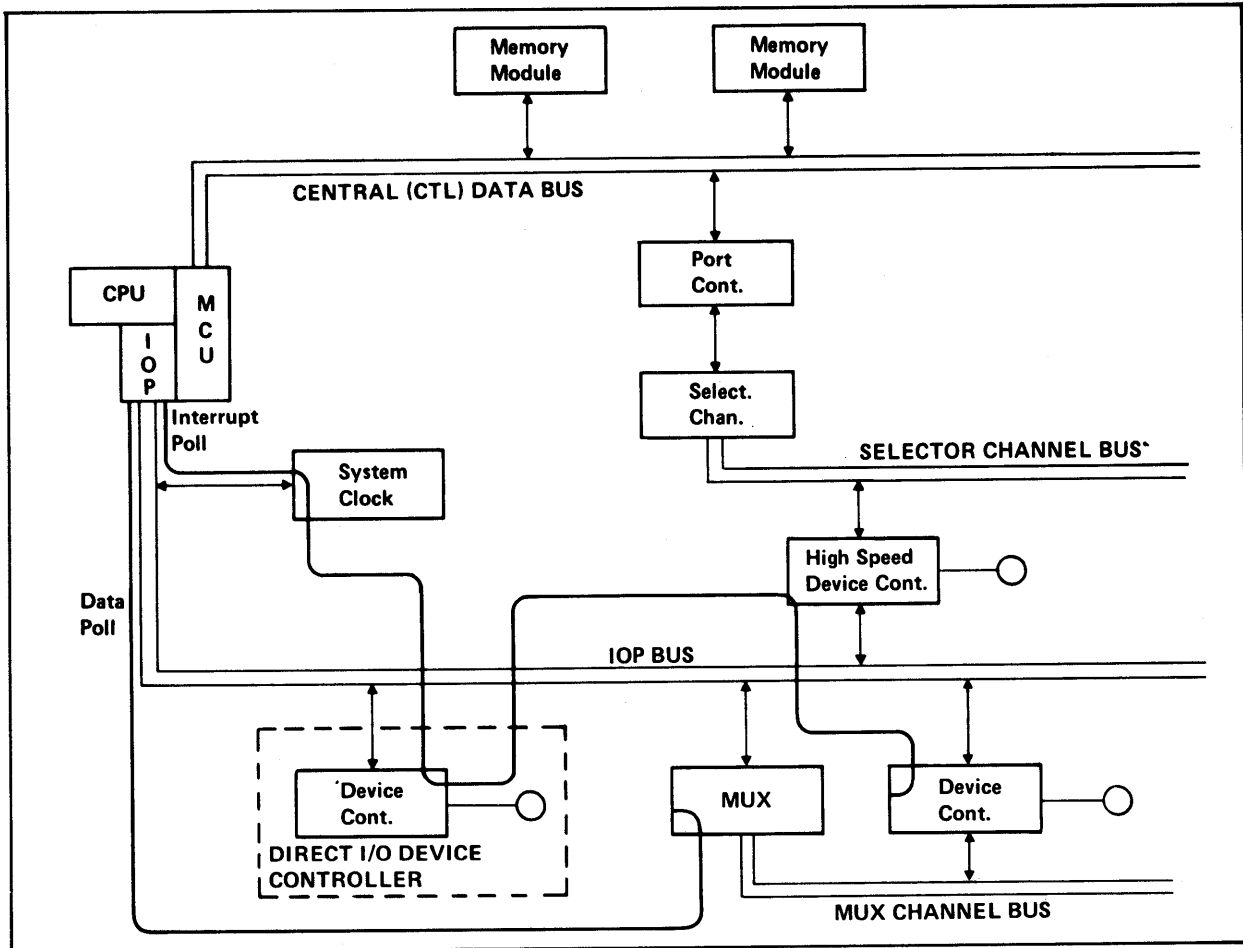 Memory
Module
Memory
Module
CENTRAL (CTL) DATA BUS
CPU
MCU
IOP
Port
Cont.
Select.
Chan.
Interrupt
Poll
System
Clock
SELECTOR CHANNEL BUS
High Speed
Device Cont.
Data
Poll
IOP BUS
Device
Cont.
DIRECT I/O DEVICE
CONTROLLER
MUX
Device
Cont.
MUX CHANNEL BUS